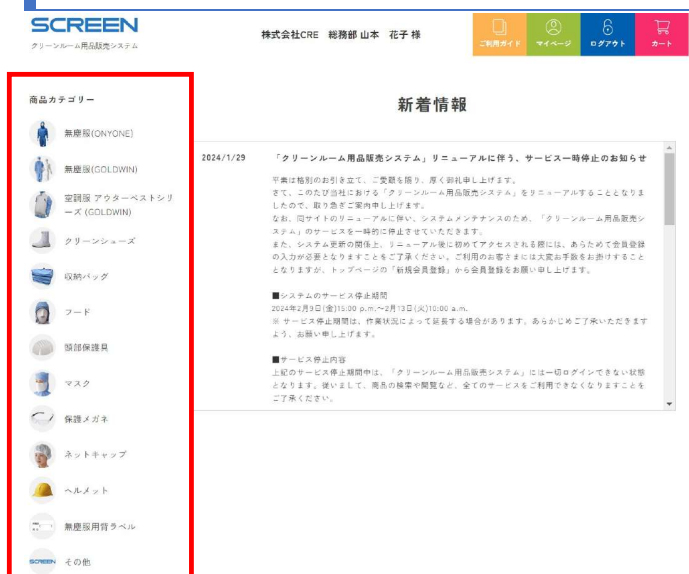 SCREEN
クリーンルーム用品販売システム
株式会社CRE 総務部 山本 花子 様
ご利用ガイド
マイページ
ログアウト
カート
商品カテゴリー
無塵服(ONYONE)
無塵服(GOLDWIN)
空調服 アウターベストシリ
ーズ (GOLDWIN)
クリーンシューズ
収納バッグ
フード
頭部保護具
マスク
保護メガネ
ネットキャップ
ヘルメット
無塵服用背ラベル
SCREEN
その他
新着情報
2024/1/29
「クリーンルーム用品販売システム」リニューアルに伴う、サービス一時停止のお知らせ
平素は格別のお引き立て、ご愛顧を賜り、厚く御礼申し上げます。
さて、このたび当社における「クリーンルーム用品販売システム」をリニューアルすることとなりま
したので、取り急ぎご案内申し上げます。
なお、同サイトのリニューアルに伴い、システムメンテナンスのため、「クリーンルーム用品販売シ
ステム」のサービスを一時的に停止させていただきます。
また、システム更新の関係上、リニューアル後に初めてアクセスされる際には、あらためて会員登録
の入力が必要となりますことをご了承ください。ご利用のお客さまには大変お手数をお掛けすること
となりますが、トップページの「新規会員登録」から会員登録をお願い申し上げます。
■システムのサービス停止期間
2024年2月9日(金)15:00 p.m.～2月13日(火)10:00 a.m.
※ サービス停止期間は、作業状況によって延長する場合があります。あらかじめご了承いただきます
よう、お願い申し上げます。
■サービス停止内容
上記のサービス停止期間中は、「クリーンルーム用品販売システム」には一切ログインできない状態
となります。従いまして、商品の検索や閲覧など、全てのサービスをご利用できなくなりますことを
ご了承ください。